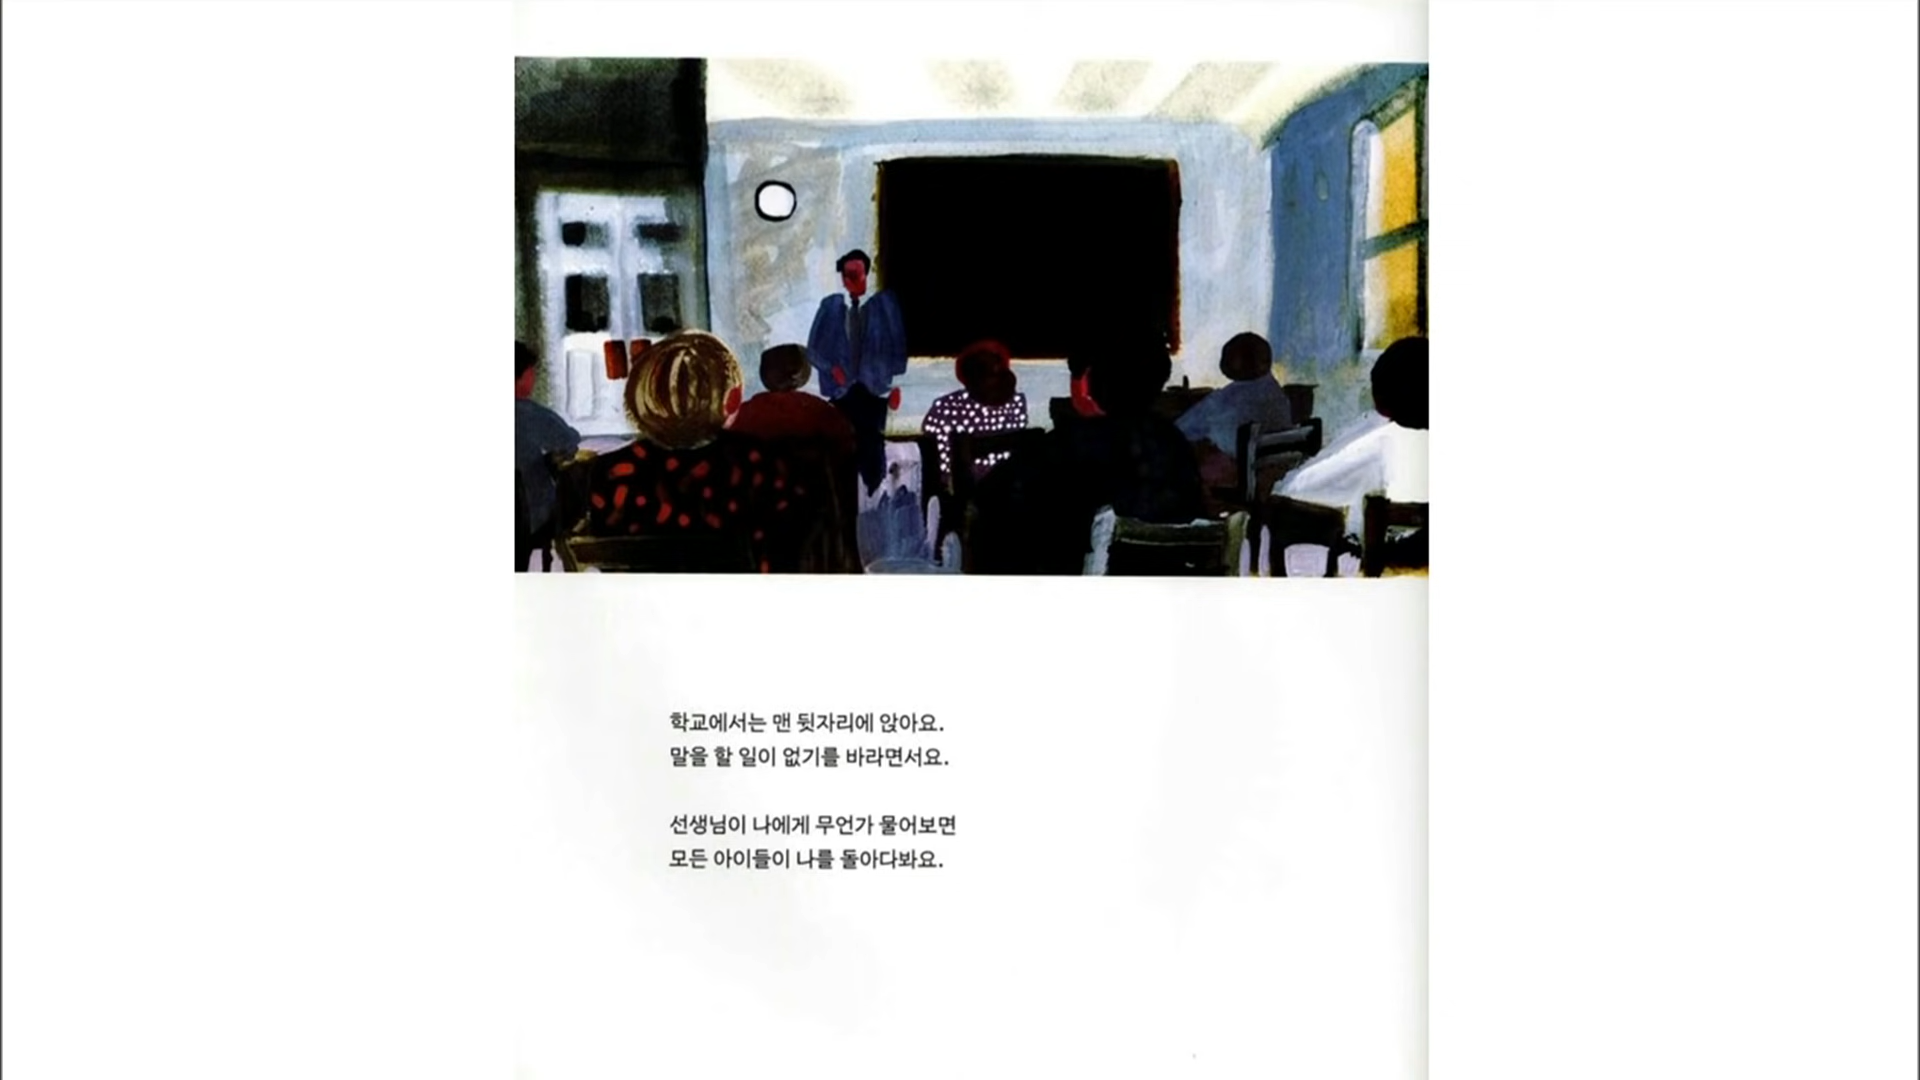 학교에서는 맨 뒷자리에 앉아요.
말을 할 일이 없기를 바라면서요.
선생님이 나에게 무언가 물어보면
모든 아이들이 나를 돌아다봐요.